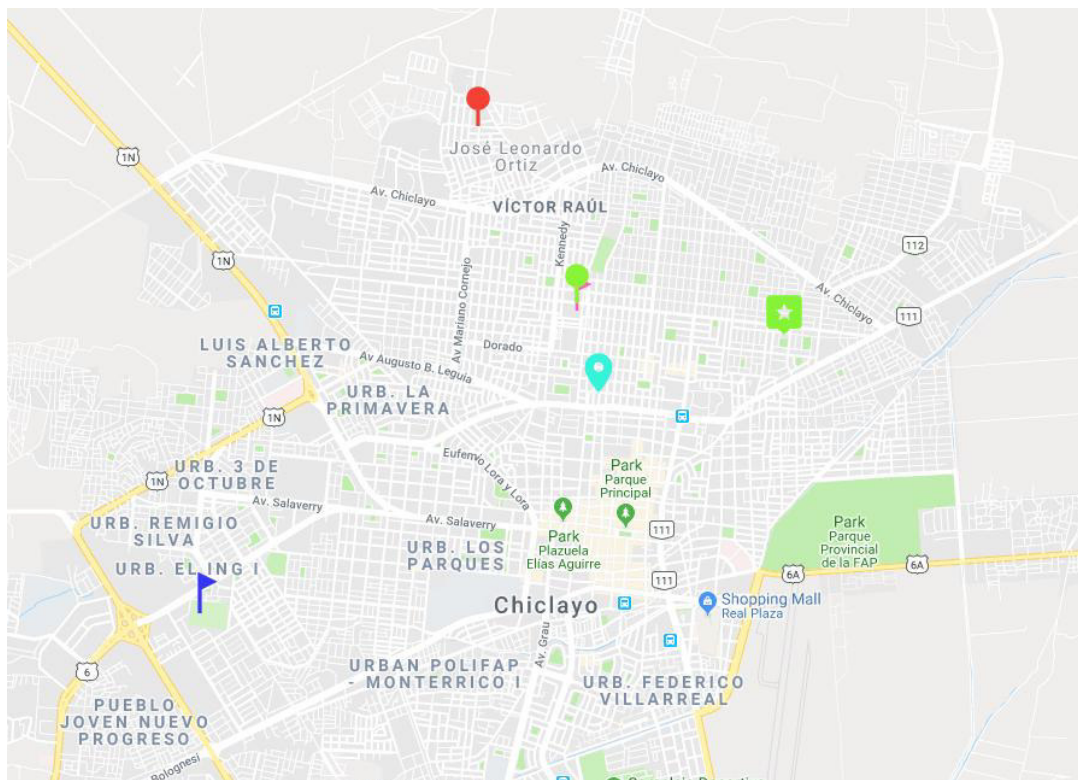 1N
José Leonardo
Ortiz
Av. Chiclayo
Av. Chiclayo
VÍCTOR RAÚL
Kennedy
112
1N
Av Mariano Cornejo
Av. Chiclayo
111
LUIS ALBERTO
SANCHEZ
Dorado
Av Augusto B. Leguía
URB. LA
PRIMAVERA
1N
Eufemio Lora y Lora
URB. 3 DE
OCTUBRE
1N
Park
Parque
Principal
Av. Salaverry
Av. Salaverry
URB. REMIGIO
SILVA
Park
Plazuela
Elías Aguirre
111
Park
Parque
Provincial
de la FAP
URB. LOS
PARQUES
URB. EL ING I
6A
6A
111
Chiclayo
Shopping Mall
Real Plaza
Av. Grau
6
URBAN POLIFAP
- MONTERRICO I
URB. FEDERICO
VILLARREAL
PUEBLO
JOVEN NUEVO
PROGRESO
Bolognesi